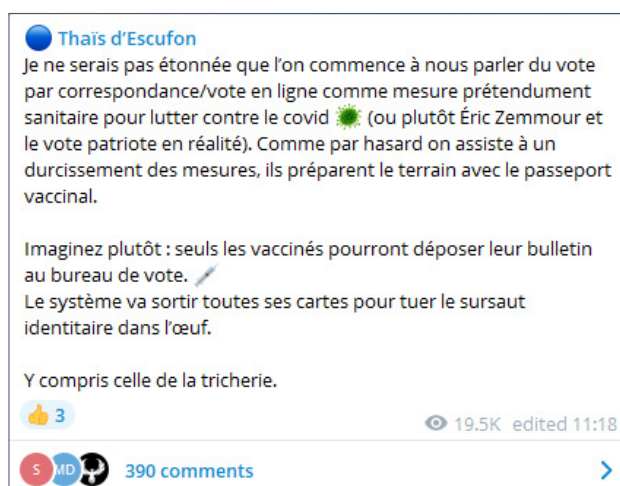 Thaïs d’Escufon
Je ne serais pas étonnée que l’on commence à nous parler du vote
par correspondance/vote en ligne comme mesure prétendument
sanitaire pour lutter contre le covid 🦠 (ou plutôt Éric Zemmour et
le vote patriote en réalité). Comme par hasard on assiste à un
durcissement des mesures, ils préparent le terrain avec le passeport
vaccinal.
Imaginez plutôt : seuls les vaccinés pourront déposer leur bulletin
au bureau de vote. 💉
Le système va sortir toutes ses cartes pour tuer le sursaut
identitaire dans l’œuf.
Y compris celle de la tricherie.
👍 3
19.5K edited 11:18
S MD 390 comments